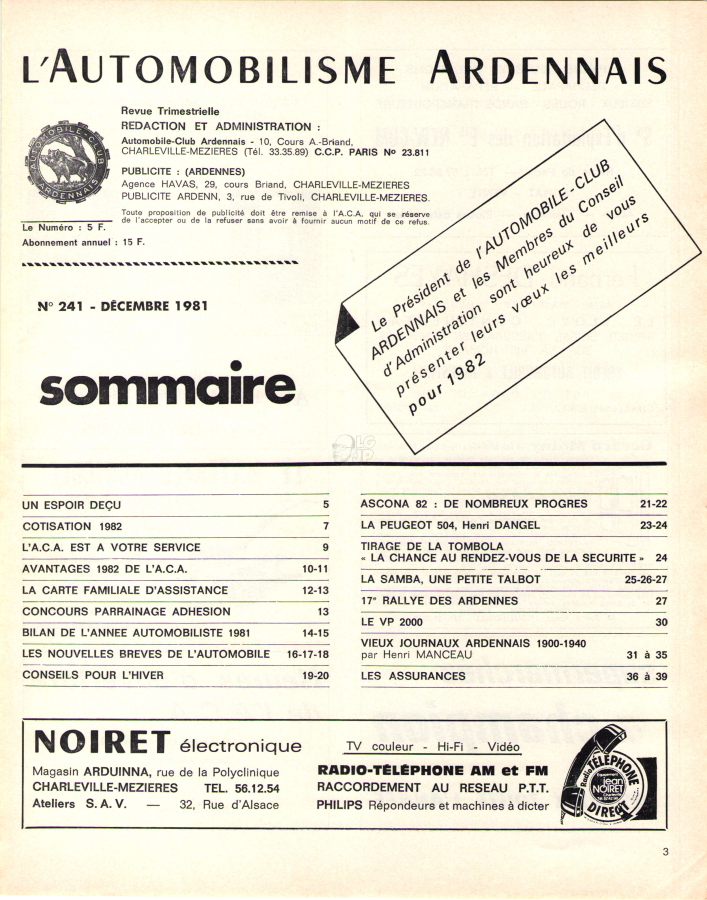 L'AUTOMOBILISME ARDENNAIS
AUTOMOBILE-CLUB
ARDENNAIS
Revue Trimestrielle
REDACTION ET ADMINISTRATION :
Automobile-Club Ardennais - 10, Cours A.-Briand,
CHARLEVILLE-MEZIERES (Tél. 33.35.89) C.C.P. PARIS Nº 23.811
PUBLICITE : (ARDENNES)
Agence HAVAS, 29, cours Briand, CHARLEVILLE-MEZIERES
PUBLICITE ARDENN, 3, rue de Tivoli, CHARLEVILLE-MEZIERES.
Toute proposition de publicité doit être remise à l'A.C.A. qui se réserve
de l'accepter ou de la refuser sans avoir à fournir aucun motif de ce refus.
Le Numéro : 5 F.
Abonnement annuel : 15 F.
Le Président de l'AUTOMOBILE-CLUB
ARDENNAIS et les Membres du Conseil
d'Administration sont heureux de vous
présenter leurs vœux les meilleurs
pour 1982
Nº 241 - DÉCEMBRE 1981
sommaire
UN ESPOIR DEÇU 5
COTISATION 1982 7
L'A.C.A. EST A VOTRE SERVICE 9
AVANTAGES 1982 DE L'A.C.A. 10-11
LA CARTE FAMILIALE D'ASSISTANCE 12-13
CONCOURS PARRAINAGE ADHESION 13
BILAN DE L'ANNEE AUTOMOBILISTE 1981 14-15
LES NOUVELLES BREVES DE L'AUTOMOBILE 16-17-18
CONSEILS POUR L'HIVER 19-20
ASCONA 82 : DE NOMBREUX PROGRES 21-22
LA PEUGEOT 504, Henri DANGEL 23-24
TIRAGE DE LA TOMBOLA
« LA CHANCE AU RENDEZ-VOUS DE LA SECURITE » 24
LA SAMBA, UNE PETITE TALBOT 25-26-27
17e RALLYE DES ARDENNES 27
LE VP 2000 30
VIEUX JOURNAUX ARDENNAIS 1900-1940
par Henri MANCEAU 31 à 35
LES ASSURANCES 36 à 39
NOIRET électronique
Magasin ARDUINNA, rue de la Polyclinique
CHARLEVILLE-MEZIERES TEL. 56.12.54
Ateliers S.A.V. — 32, Rue d'Alsace
TV couleur - Hi-Fi - Vidéo
RADIO-TÉLÉPHONE AM et FM
RACCORDEMENT AU RESEAU P.T.T.
PHILIPS Répondeurs et machines à dicter
Radio TÉLÉPHONE
jean
NOIRET
DIRECT
3